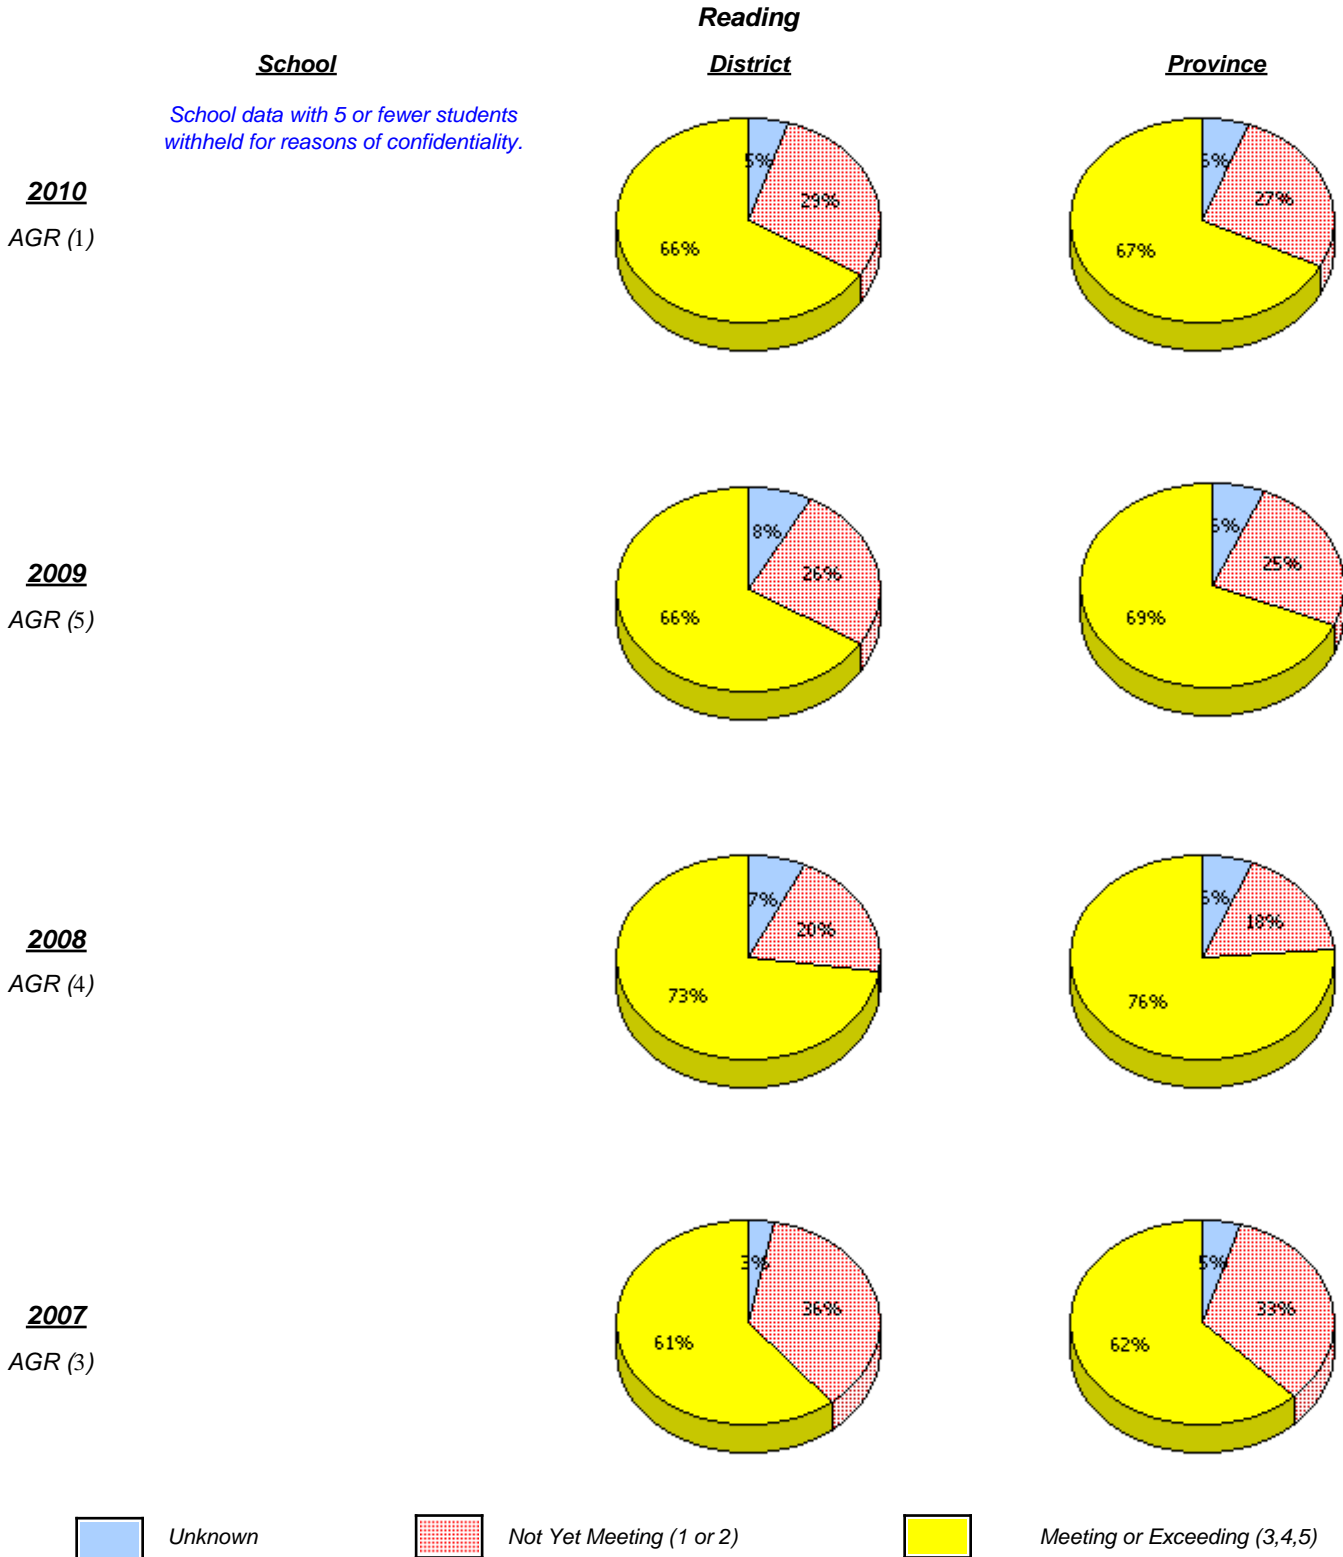 Reading
School
District
Province
School data with 5 or fewer students
withheld for reasons of confidentiality.
2010
AGR (1)
5%
29%
66%
6%
27%
67%
2009
AGR (5)
8%
26%
66%
6%
25%
69%
2008
AGR (4)
7%
20%
73%
6%
18%
76%
2007
AGR (3)
3%
36%
61%
5%
33%
62%
Unknown
Not Yet Meeting (1 or 2)
Meeting or Exceeding (3,4,5)